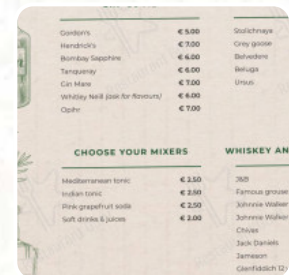 Gordon's € 5.00
Hendrick's € 7.00
Bombay Sapphire € 6.00
Tanqueray € 6.00
Gin Mare € 7.00
Whitley Neill (ask for flavours) € 6.00
Opihr € 7.00
CHOOSE YOUR MIXERS
Mediterranean tonic € 2.50
Indian tonic € 2.50
Pink grapefruit soda € 2.50
Soft drinks & juices € 2.00
Stolichnaya
Grey goose
Belvedere
Beluga
Ursus
WHISKEY AN
J&B
Famous grouse
Johnnie Walker
Johnnie Walker
Chivas
Jack Daniels
Jameson
Glenfiddich 12